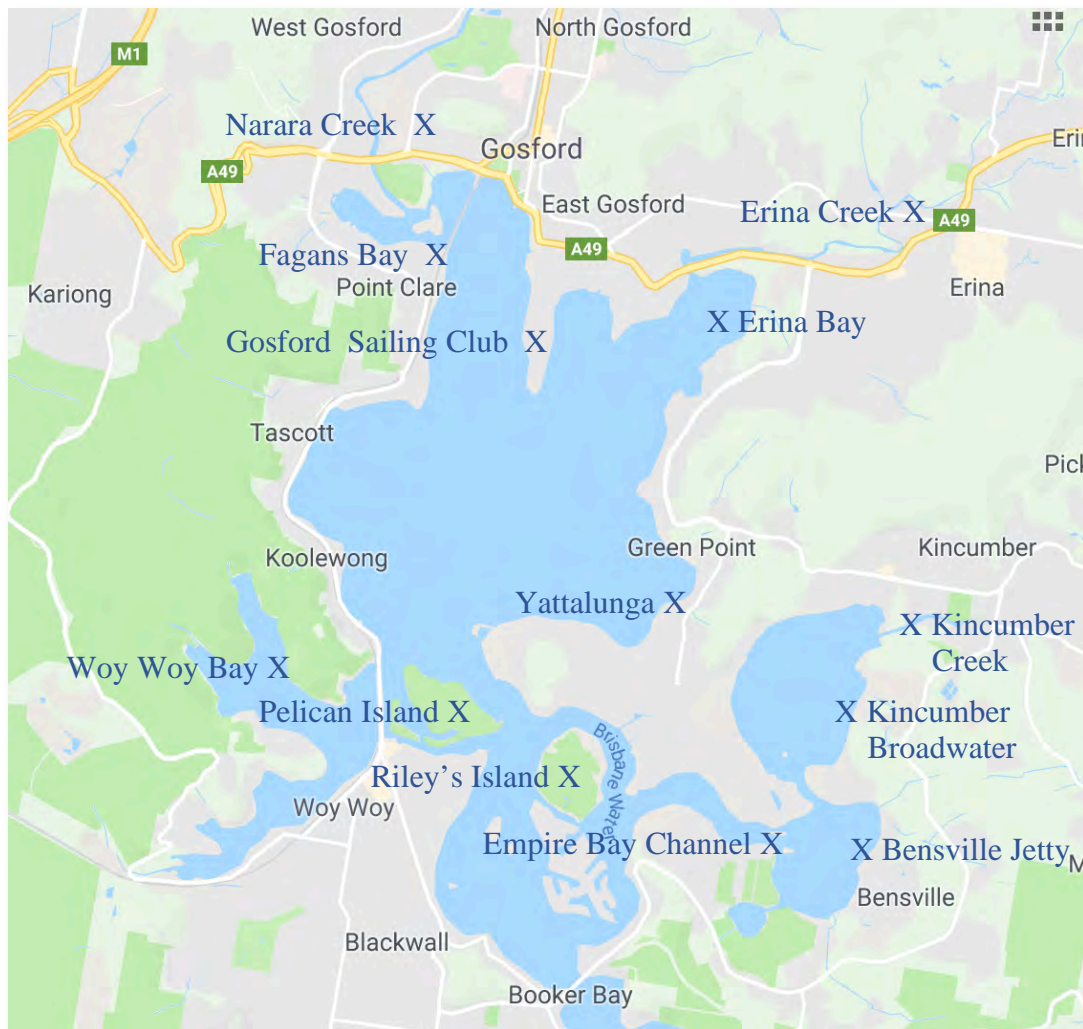 West Gosford
North Gosford
M1
Narara Creek X
Gosford
Eri
A49
East Gosford
Erina Creek X
A49
A49
Fagans Bay X
Point Clare
Kariong
Erina
X Erina Bay
Gosford Sailing Club X
Tascott
Pick
Koolewong
Green Point
Kincumber
Yattalunga X
X Kincumber
Creek
Woy Woy Bay X
Pelican Island X
X Kincumber
Broadwater
Brisbane Water
Riley's Island X
Woy Woy
Empire Bay Channel X
X Bensville Jetty
M
Bensville
Blackwall
Booker Bay